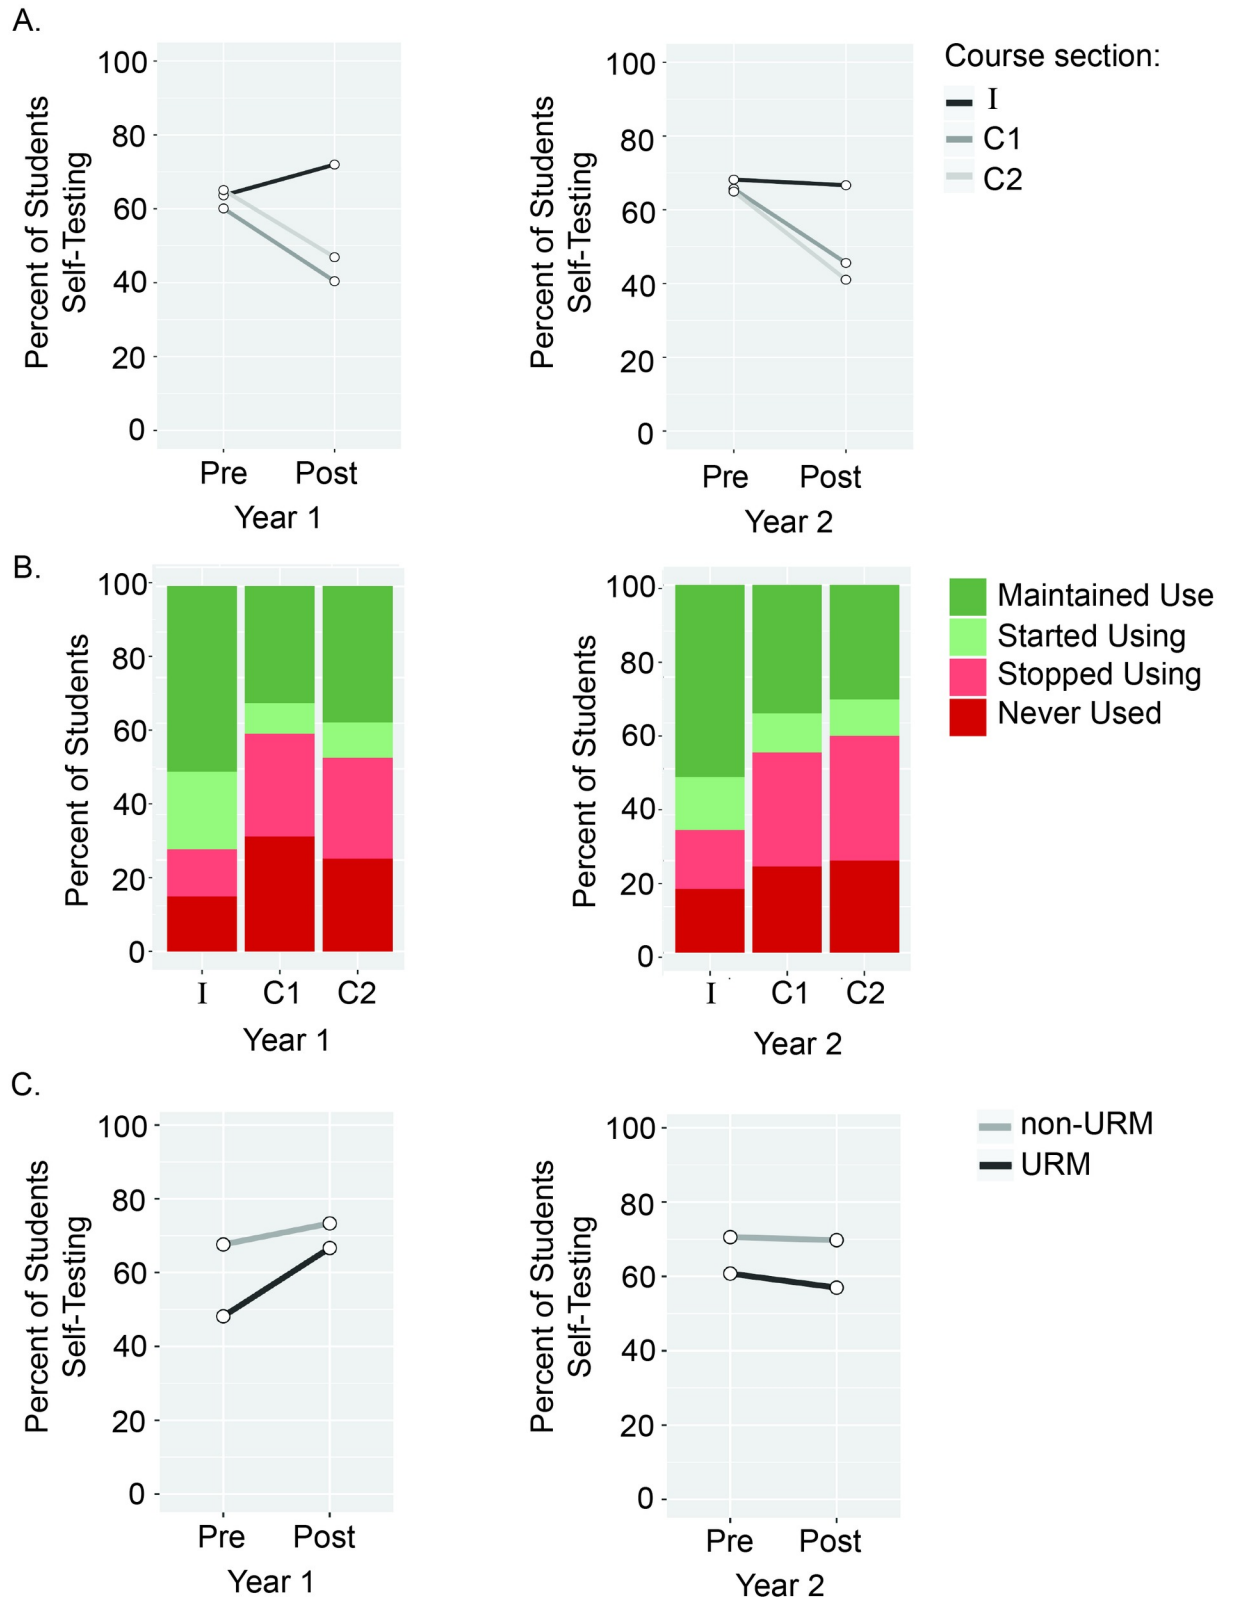 A.
Percent of Students
Self-Testing
100
80
60
40
20
0
Pre Post
Year 1
Percent of Students
Self-Testing
100
80
60
40
20
0
Pre Post
Year 2
Course section:
I
C1
C2
B.
Percent of Students
100
80
60
40
20
0
I C1 C2
Year 1
Percent of Students
100
80
60
40
20
0
I C1 C2
Year 2
Maintained Use
Started Using
Stopped Using
Never Used
C.
Percent of Students
Self-Testing
100
80
60
40
20
0
Pre Post
Year 1
Percent of Students
Self-Testing
100
80
60
40
20
0
Pre Post
Year 2
non-URM
URM